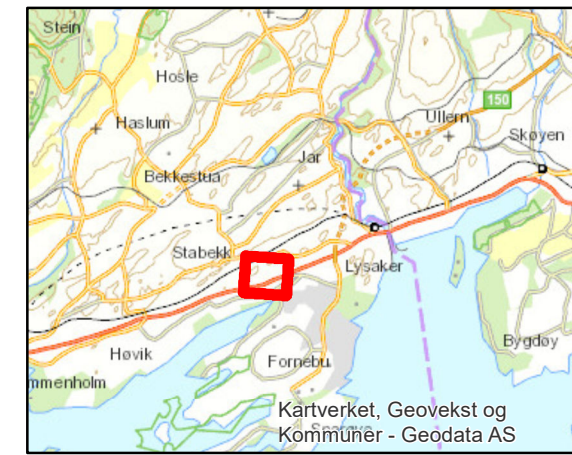 Stein
Hosle
150
Ullern
Haslum
Skøyen
Jar
Bekkestua
Stabekk
Lysaker
Bygdøy
Høvik
Fornebu
mmenholm
Kartverket, Geovekst og
Kommuner - Geodata AS